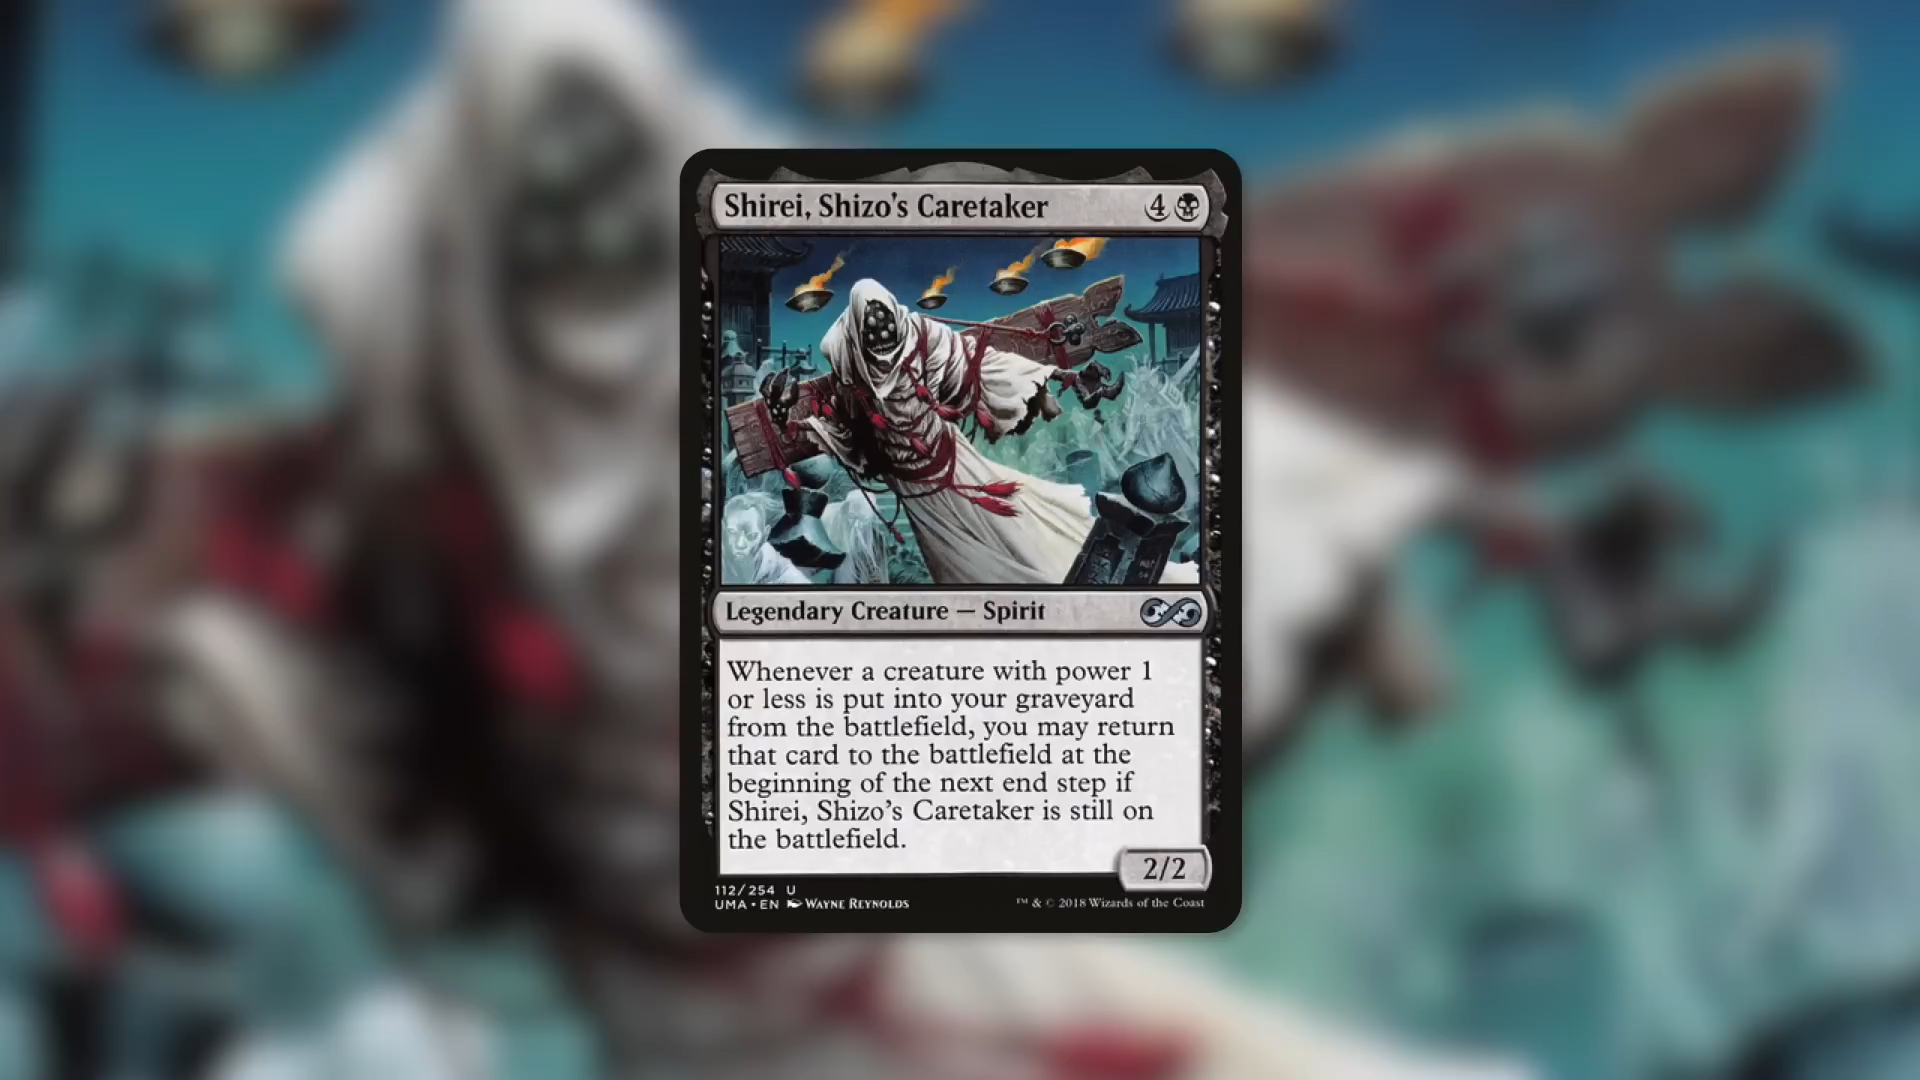 Shirei, Shizo's Caretaker 4
Legendary Creature — Spirit
Whenever a creature with power 1
or less is put into your graveyard
from the battlefield, you may return
that card to the battlefield at the
beginning of the next end step if
Shirei, Shizo's Caretaker is still on
the battlefield.
2/2
112/254 U
UMA • EN Wayne Reynolds
™ & © 2018 Wizards of the Coast